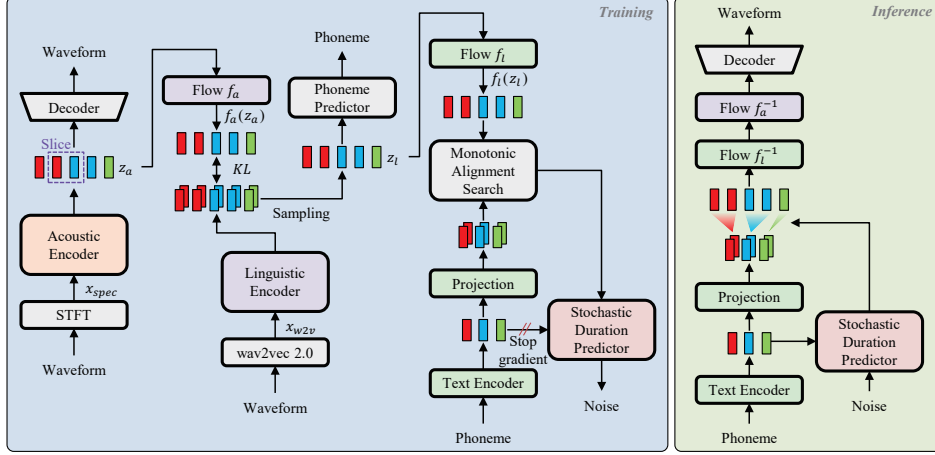 Training
Waveform
Decoder
Slice
z_a
Acoustic
Encoder
x_{spec}
STFT
Waveform
Flow f_a
f_a(z_a)
KL
Sampling
Linguistic
Encoder
x_{w2v}
wav2vec 2.0
Waveform
Phoneme
Phoneme
Predictor
z_l
Flow f_l
f_l(z_l)
Monotonic
Alignment
Search
Projection
Stop
gradient
Stochastic
Duration
Predictor
Noise
Text Encoder
Phoneme
Inference
Waveform
Decoder
Flow f_a^{-1}
Flow f_l^{-1}
Projection
Stochastic
Duration
Predictor
Text Encoder
Noise
Phoneme